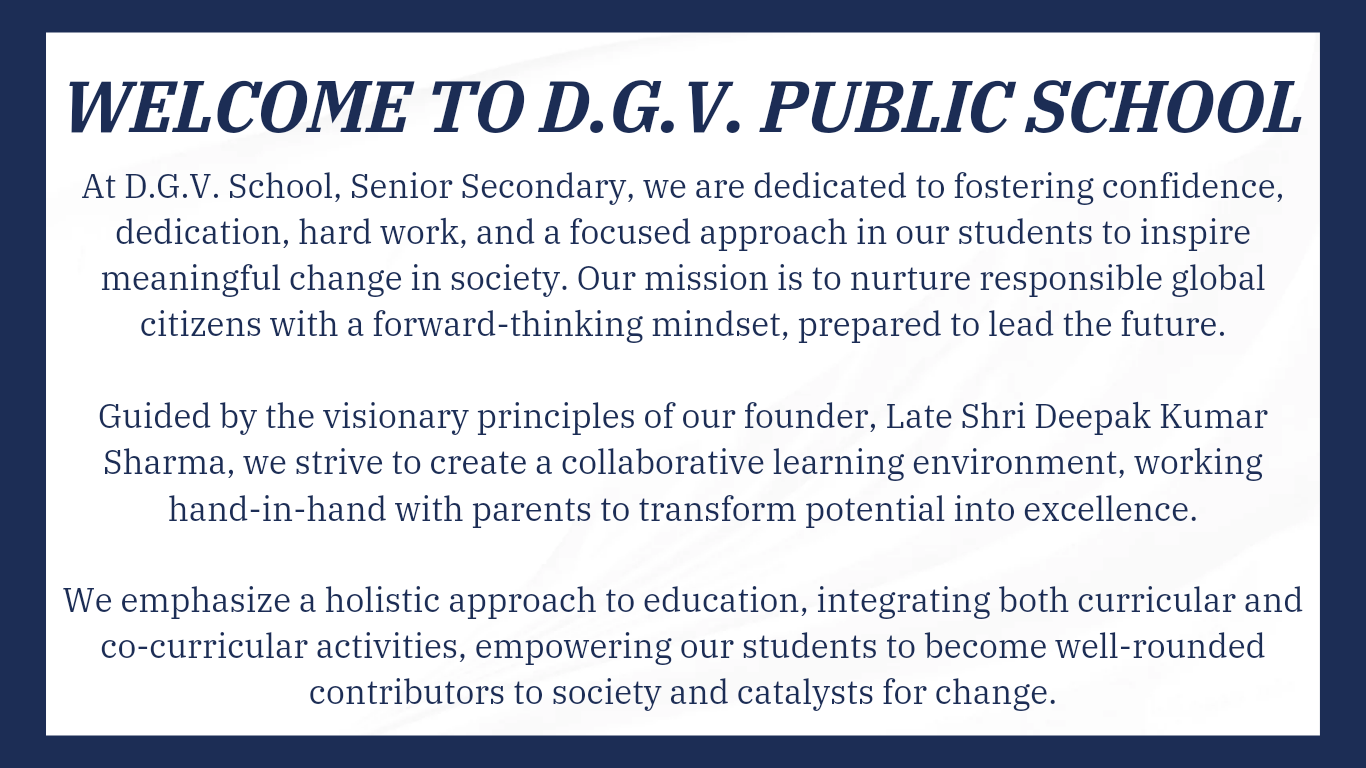 WELCOME TO D.G.V. PUBLIC SCHOOL
At D.G.V. School, Senior Secondary, we are dedicated to fostering confidence,
dedication, hard work, and a focused approach in our students to inspire
meaningful change in society. Our mission is to nurture responsible global
citizens with a forward-thinking mindset, prepared to lead the future.
Guided by the visionary principles of our founder, Late Shri Deepak Kumar
Sharma, we strive to create a collaborative learning environment, working
hand-in-hand with parents to transform potential into excellence.
We emphasize a holistic approach to education, integrating both curricular and
co-curricular activities, empowering our students to become well-rounded
contributors to society and catalysts for change.